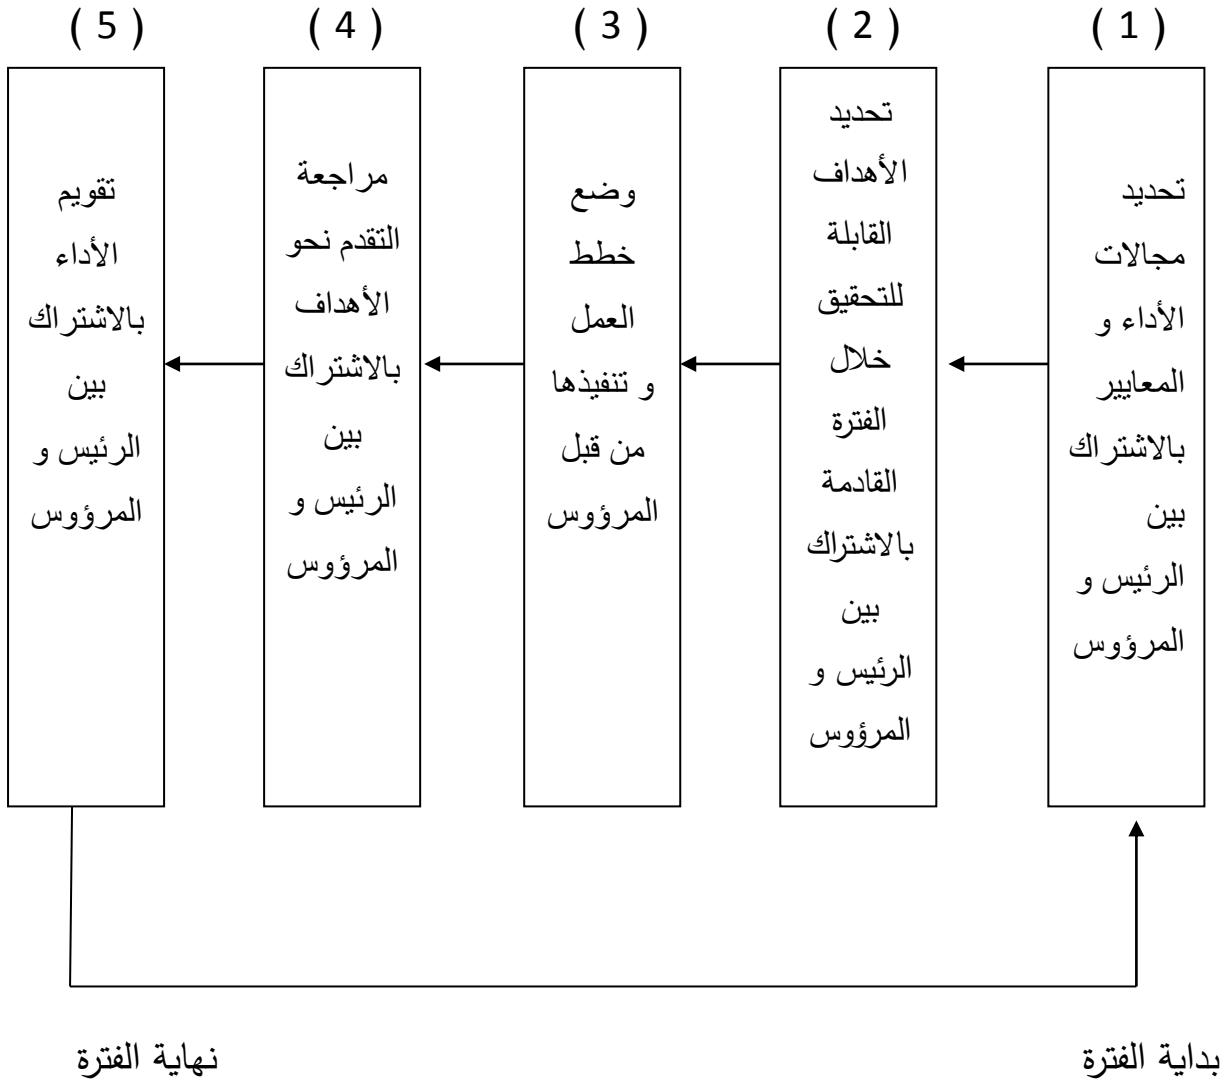 ( 1 )
( 2 )
( 3 )
( 4 )
( 5 )
تحديد
مجالات
الأداء و
المعايير
بالاشتراك
بين
الرئيس و
المرؤوس
تحديد
الأهداف
القابلة
للتحقيق
خلال
الفترة
القادمة
بالاشتراك
بين
الرئيس و
المرؤوس
وضع
خطط
العمل
و تنفيذها
من قبل
المرؤوس
مراجعة
التقدم نحو
الأهداف
بالاشتراك
بين
الرئيس و
المرؤوس
تقويم
الأداء
بالاشتراك
بين
الرئيس و
المرؤوس
بداية الفترة
نهاية الفترة